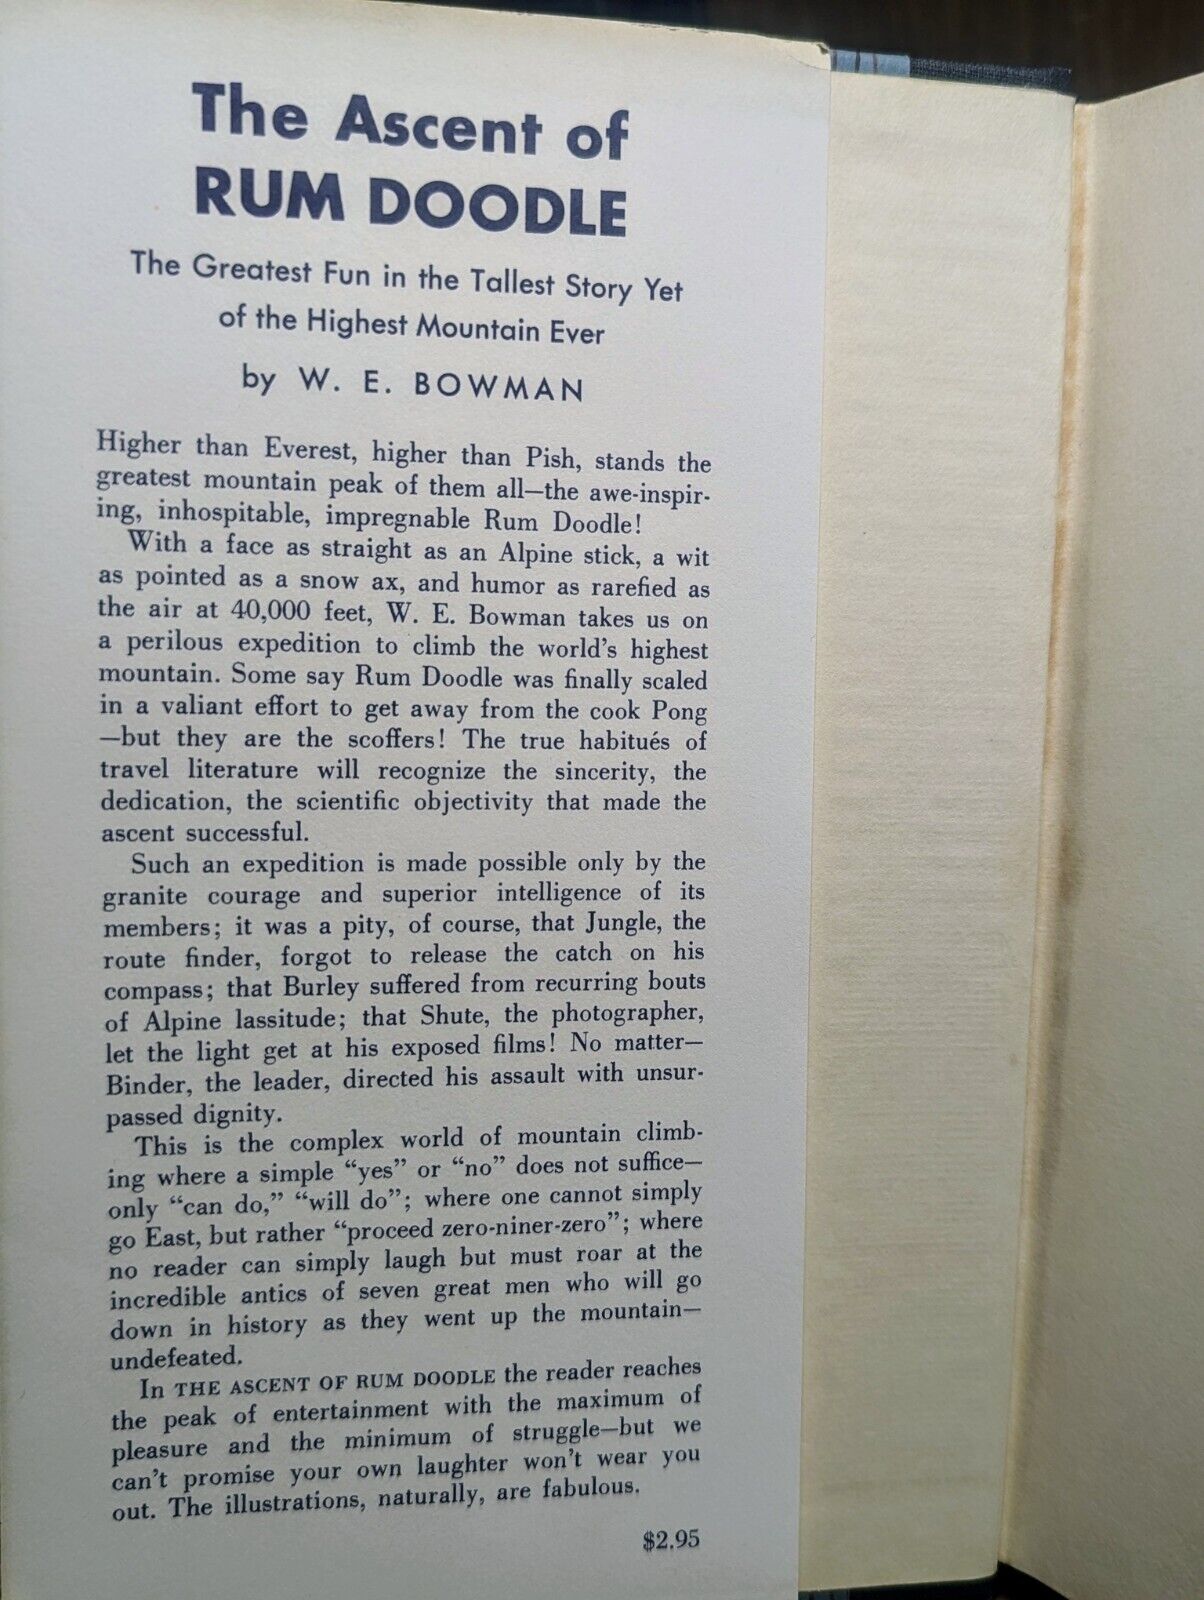 The Ascent of
RUM DOODLE
The Greatest Fun in the Tallest Story Yet
of the Highest Mountain Ever
by W. E. BOWMAN
Higher than Everest, higher than Pish, stands the
greatest mountain peak of them all—the awe-inspir-
ing, inhospitable, impregnable Rum Doodle!
With a face as straight as an Alpine stick, a wit
as pointed as a snow ax, and humor as rarefied as
the air at 40,000 feet, W. E. Bowman takes us on
a perilous expedition to climb the world's highest
mountain. Some say Rum Doodle was finally scaled
in a valiant effort to get away from the cook Pong
—but they are the scoffers! The true habitués of
travel literature will recognize the sincerity, the
dedication, the scientific objectivity that made the
ascent successful.
Such an expedition is made possible only by the
granite courage and superior intelligence of its
members; it was a pity, of course, that Jungle, the
route finder, forgot to release the catch on his
compass; that Burley suffered from recurring bouts
of Alpine lassitude; that Shute, the photographer,
let the light get at his exposed films! No matter—
Binder, the leader, directed his assault with unsur-
passed dignity.
This is the complex world of mountain climb-
ing where a simple “yes” or “no” does not suffice—
only “can do,” “will do”; where one cannot simply
go East, but rather “proceed zero-niner-zero”; where
no reader can simply laugh but must roar at the
incredible antics of seven great men who will go
down in history as they went up the mountain—
undefeated.
In THE ASCENT OF RUM DOODLE the reader reaches
the peak of entertainment with the maximum of
pleasure and the minimum of struggle—but we
can't promise your own laughter won't wear you
out. The illustrations, naturally, are fabulous.
$2.95